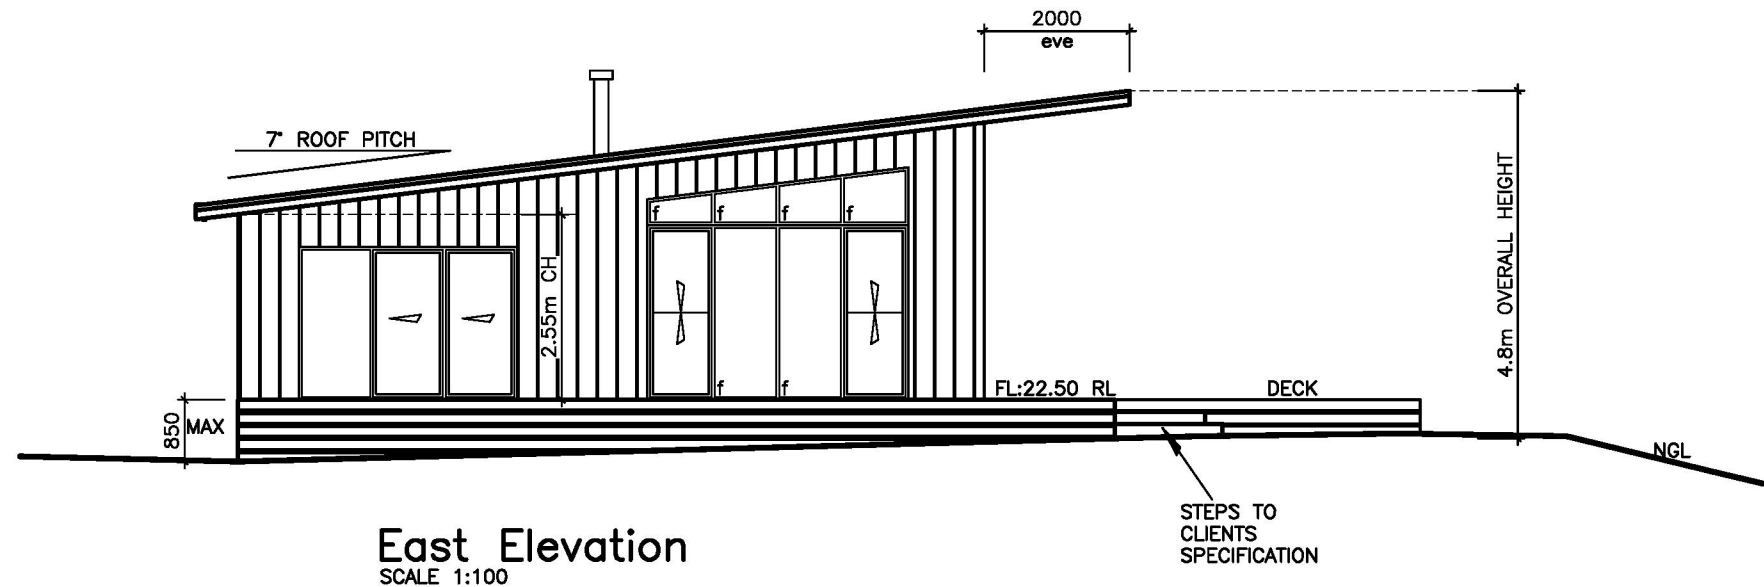 2000
eve
7° ROOF PITCH
f f f f
2.55m CH
4.8m OVERALL HEIGHT
f f
FL:22.50 RL
DECK
850
MAX
NGL
STEPS TO
CLIENTS
SPECIFICATION
East Elevation
SCALE 1:100